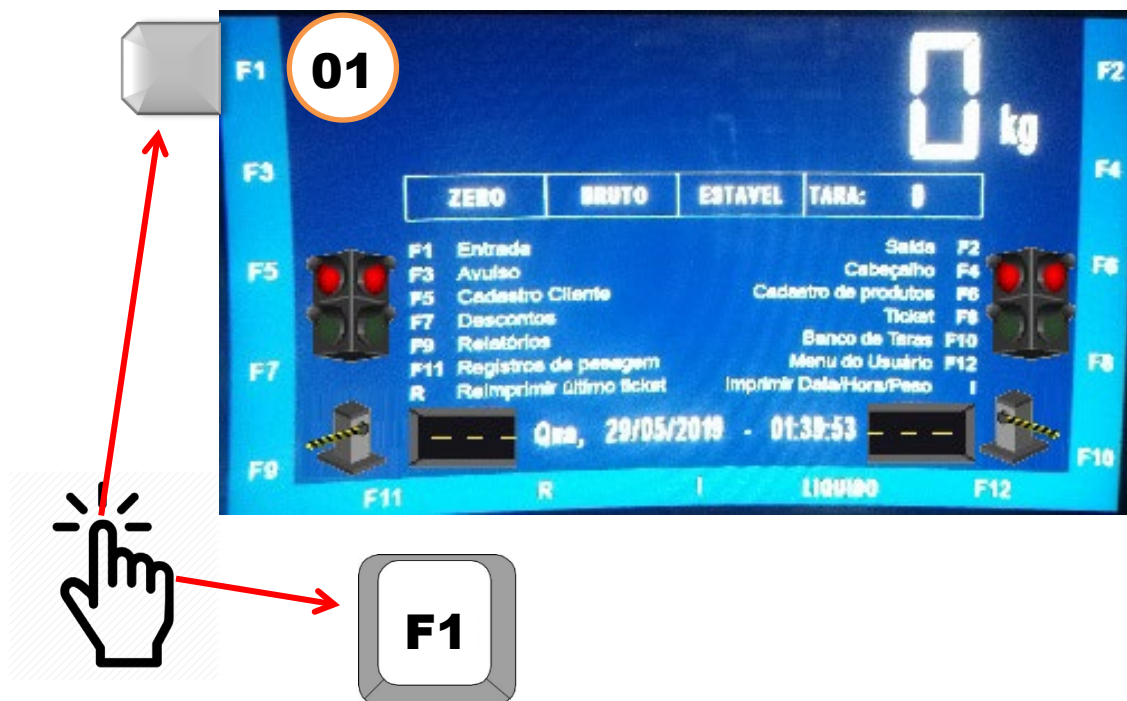 F1 01 0 kg F2
F3 F4
ZERO BRUTO ESTAVEL TARA: 0
F1 Entrada Saída F2
F5 F3 Avulso Cabeçalho F4 F6
F5 Cadastro Cliente Cadastro de produtos F6
F7 Descontos Ticket F8
F9 Relatórios Banco de Taras F10
F7 F11 Registros de pesagem Menu do Usuário F12 F8
R Reimprimir último ticket Imprimir Data/Hora/Peso I
Qua, 29/05/2019 - 01:39:53
F9 F10
F11 R I LIQUIDO F12
F1